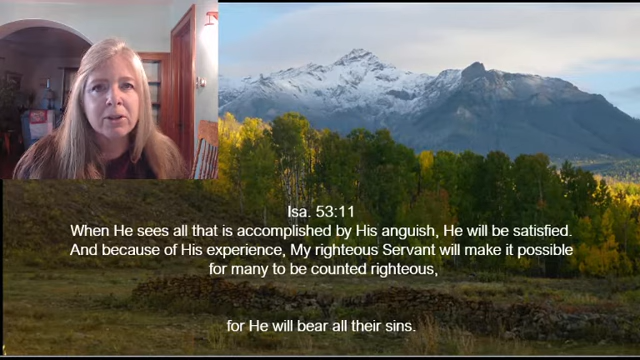 Isa. 53:11
When He sees all that is accomplished by His anguish, He will be satisfied.
And because of His experience, My righteous Servant will make it possible
for many to be counted righteous,
for He will bear all their sins.